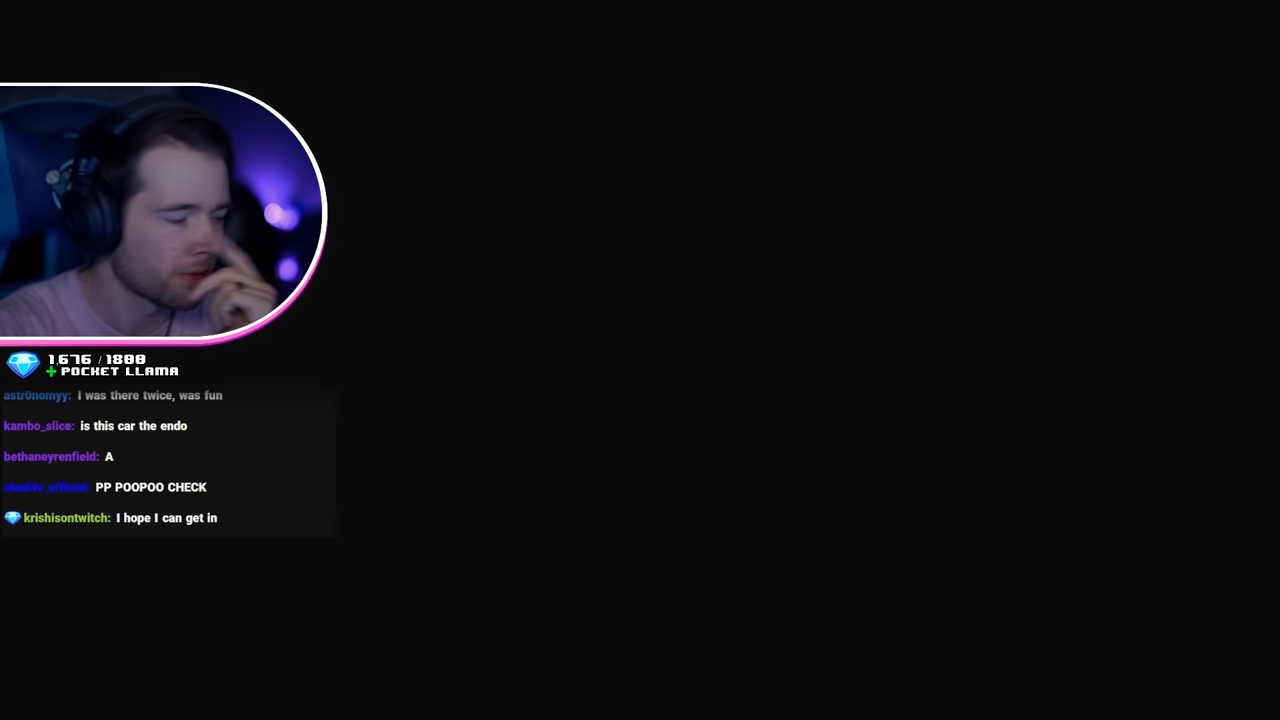 1,676 / 1800
+ POCKET LLAMA
astr0nomyy: I was there twice, was fun
kambo_slice: is this car the endo
bethaneyrenfield: A
PP POOPOO CHECK
krishisontwitch: I hope I can get in